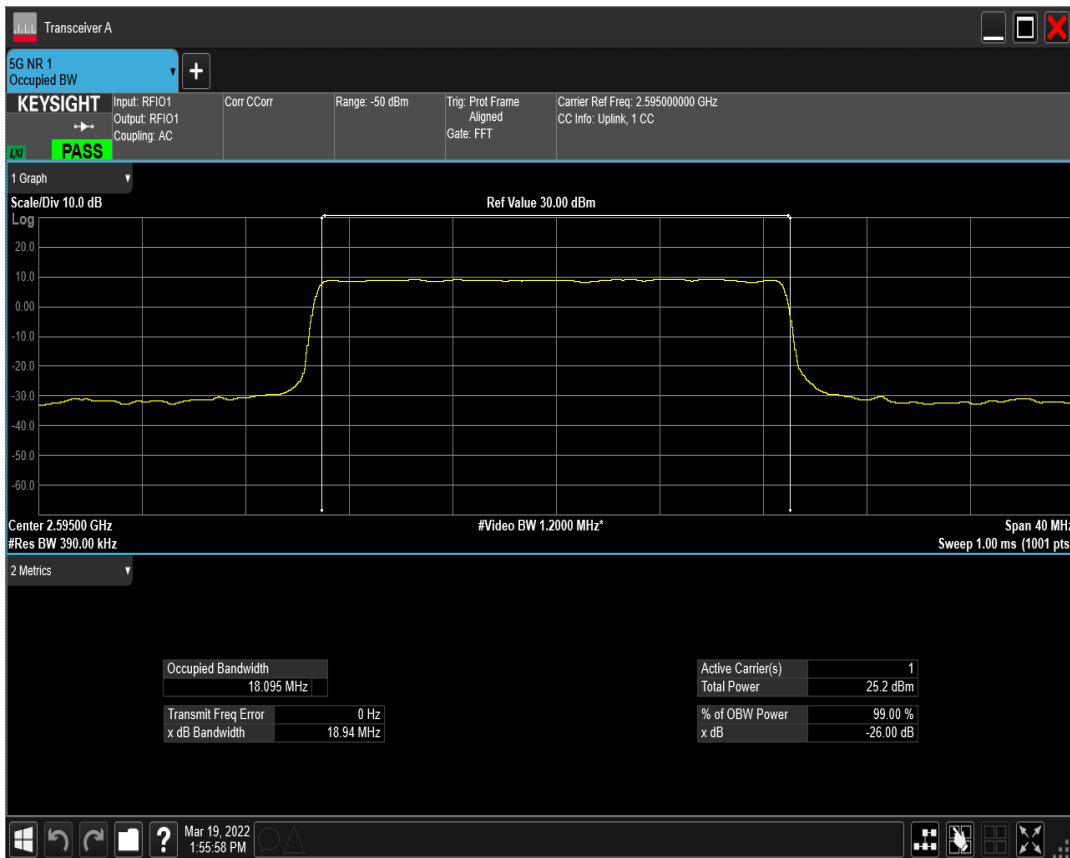 Transceiver A
5G NR 1
Occupied BW
+
KEYSIGHT
LXI
PASS
Input: RFIO1
Output: RFIO1
Coupling: AC
Corr CCorr
Range: -50 dBm
Trig: Prot Frame
Aligned
Gate: FFT
Carrier Ref Freq: 2.595000000 GHz
CC Info: Uplink, 1 CC
1 Graph
Scale/Div 10.0 dB
Ref Value 30.00 dBm
Log
20.0
10.0
0.00
-10.0
-20.0
-30.0
-40.0
-50.0
-60.0
Center 2.59500 GHz
#Video BW 1.2000 MHz*
Span 40 MHz
#Res BW 390.00 kHz
Sweep 1.00 ms (1001 pts
2 Metrics
Occupied Bandwidth
18.095 MHz
Active Carrier(s) 1
Total Power 25.2 dBm
Transmit Freq Error 0 Hz
x dB Bandwidth 18.94 MHz
% of OBW Power 99.00 %
x dB -26.00 dB
?
Mar 19, 2022
1:55:58 PM